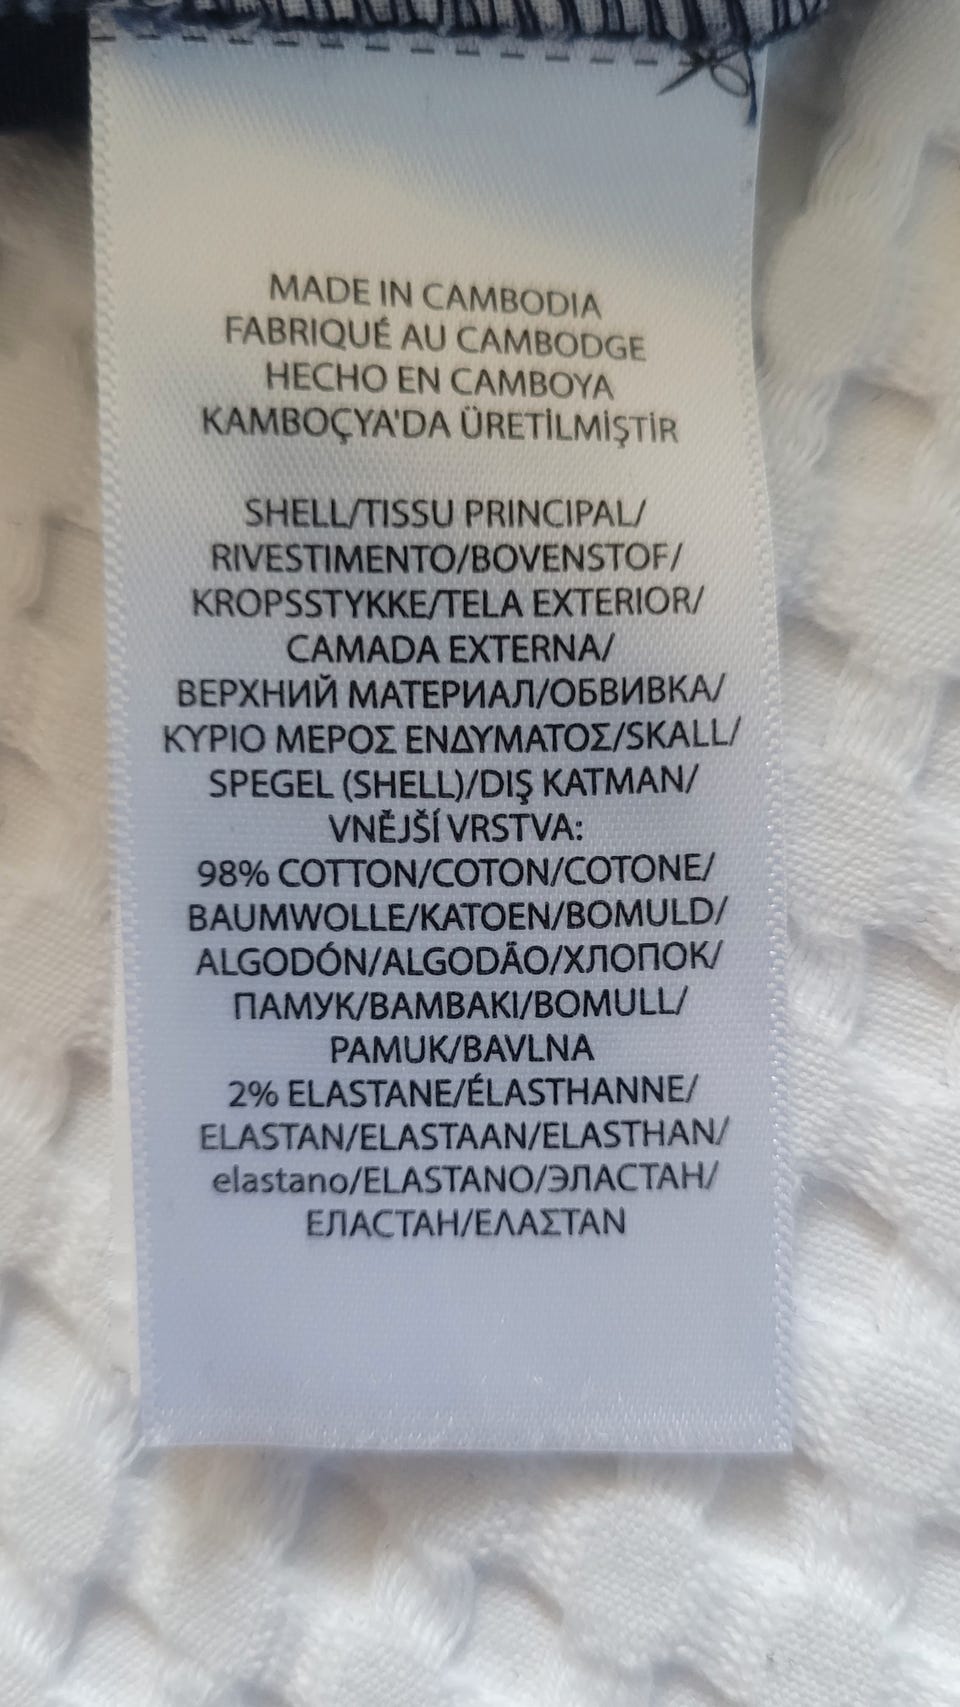 MADE IN CAMBODIA
FABRIQUÉ AU CAMBODGE
HECHO EN CAMBOYA
KAMBOÇYA'DA ÜRETİLMİŞTİR
SHELL/TISSU PRINCIPAL/
RIVESTIMENTO/BOVENSTOF/
KROPSSTYKKE/TELA EXTERIOR/
CAMADA EXTERNA/
ВЕРХНИЙ МАТЕРИАЛ/ОБВИВКА/
ΚΥΡΙΟ ΜΕΡΟΣ ΕΝΔΥΜΑΤΟΣ/SKALL/
SPEGEL (SHELL)/DIŞ KATMAN/
VNĚJŠÍ VRSTVA:
98% COTTON/COTON/COTONE/
BAUMWOLLE/KATOEN/BOMULD/
ALGODÓN/ALGODÃO/ХЛОПОК/
ПАМУК/ΒΑΜΒΑΚΙ/BOMULL/
PAMUK/BAVLNA
2% ELASTANE/ÉLASTHANNE/
ELASTAN/ELASTAAN/ELASTHAN/
elastano/ELASTANO/ЭЛАСТАН/
ЕЛАСТАН/ΕΛΑΣΤΑΝ